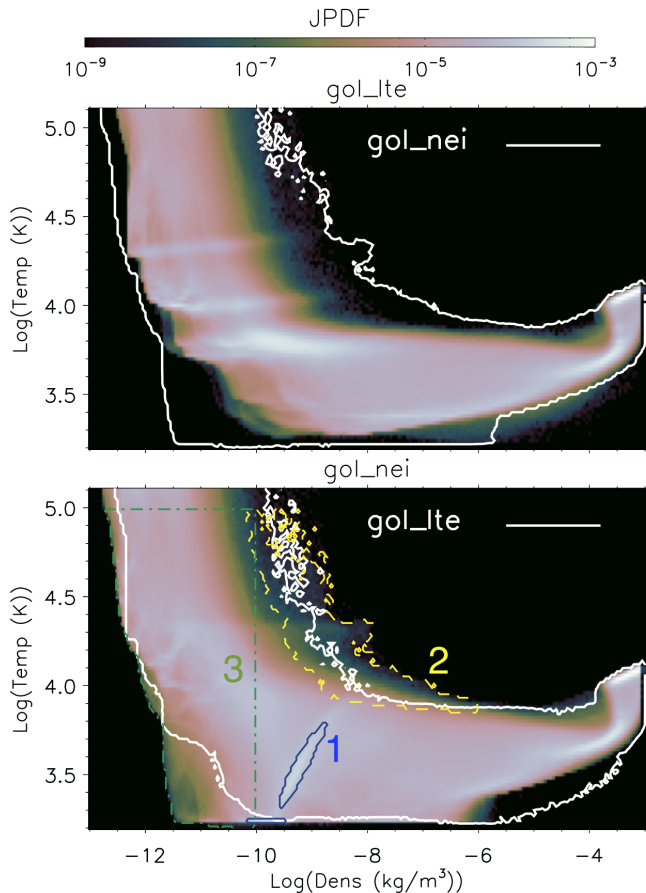 JPDF
10⁻⁹ 10⁻⁷ 10⁻⁵ 10⁻³
gol_lte
gol_nei
5.0
4.5
4.0
3.5
Log(Temp (K))
gol_nei
gol_lte
5.0
4.5
4.0
3.5
Log(Temp (K))
3
2
1
−12 −10 −8 −6 −4
Log(Dens (kg/m³))